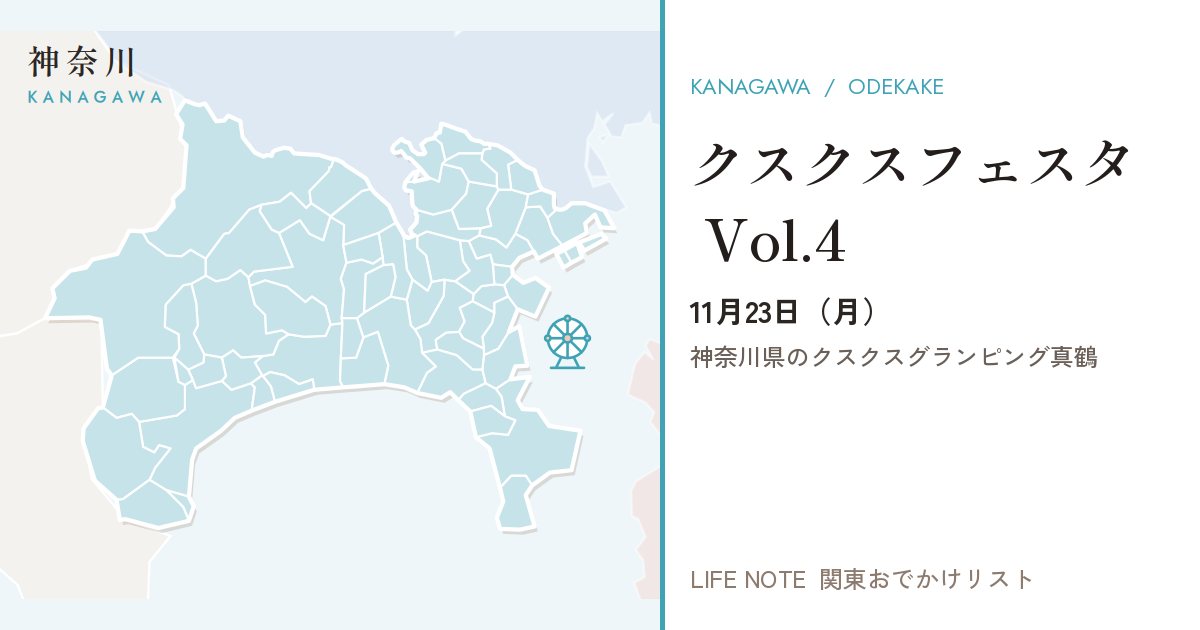 神奈川
KANAGAWA
KANAGAWA / ODEKAKE
クスクスフェスタ
Vol.4
11月23日（月）
神奈川県のクスクスグランピング真鶴
LIFE NOTE 関東おでかけリスト